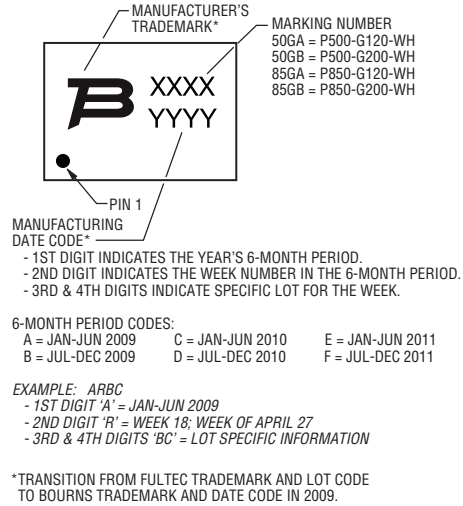 MANUFACTURER'S
TRADEMARK*
MARKING NUMBER
50GA = P500-G120-WH
50GB = P500-G200-WH
85GA = P850-G120-WH
85GB = P850-G200-WH
XXXX
YYYY
PIN 1
MANUFACTURING
DATE CODE*
- 1ST DIGIT INDICATES THE YEAR'S 6-MONTH PERIOD.
- 2ND DIGIT INDICATES THE WEEK NUMBER IN THE 6-MONTH PERIOD.
- 3RD & 4TH DIGITS INDICATE SPECIFIC LOT FOR THE WEEK.
6-MONTH PERIOD CODES:
A = JAN-JUN 2009 C = JAN-JUN 2010 E = JAN-JUN 2011
B = JUL-DEC 2009 D = JUL-DEC 2010 F = JUL-DEC 2011
EXAMPLE: ARBC
- 1ST DIGIT 'A' = JAN-JUN 2009
- 2ND DIGIT 'R' = WEEK 18; WEEK OF APRIL 27
- 3RD & 4TH DIGITS 'BC' = LOT SPECIFIC INFORMATION
*TRANSITION FROM FULTEC TRADEMARK AND LOT CODE
TO BOURNS TRADEMARK AND DATE CODE IN 2009.